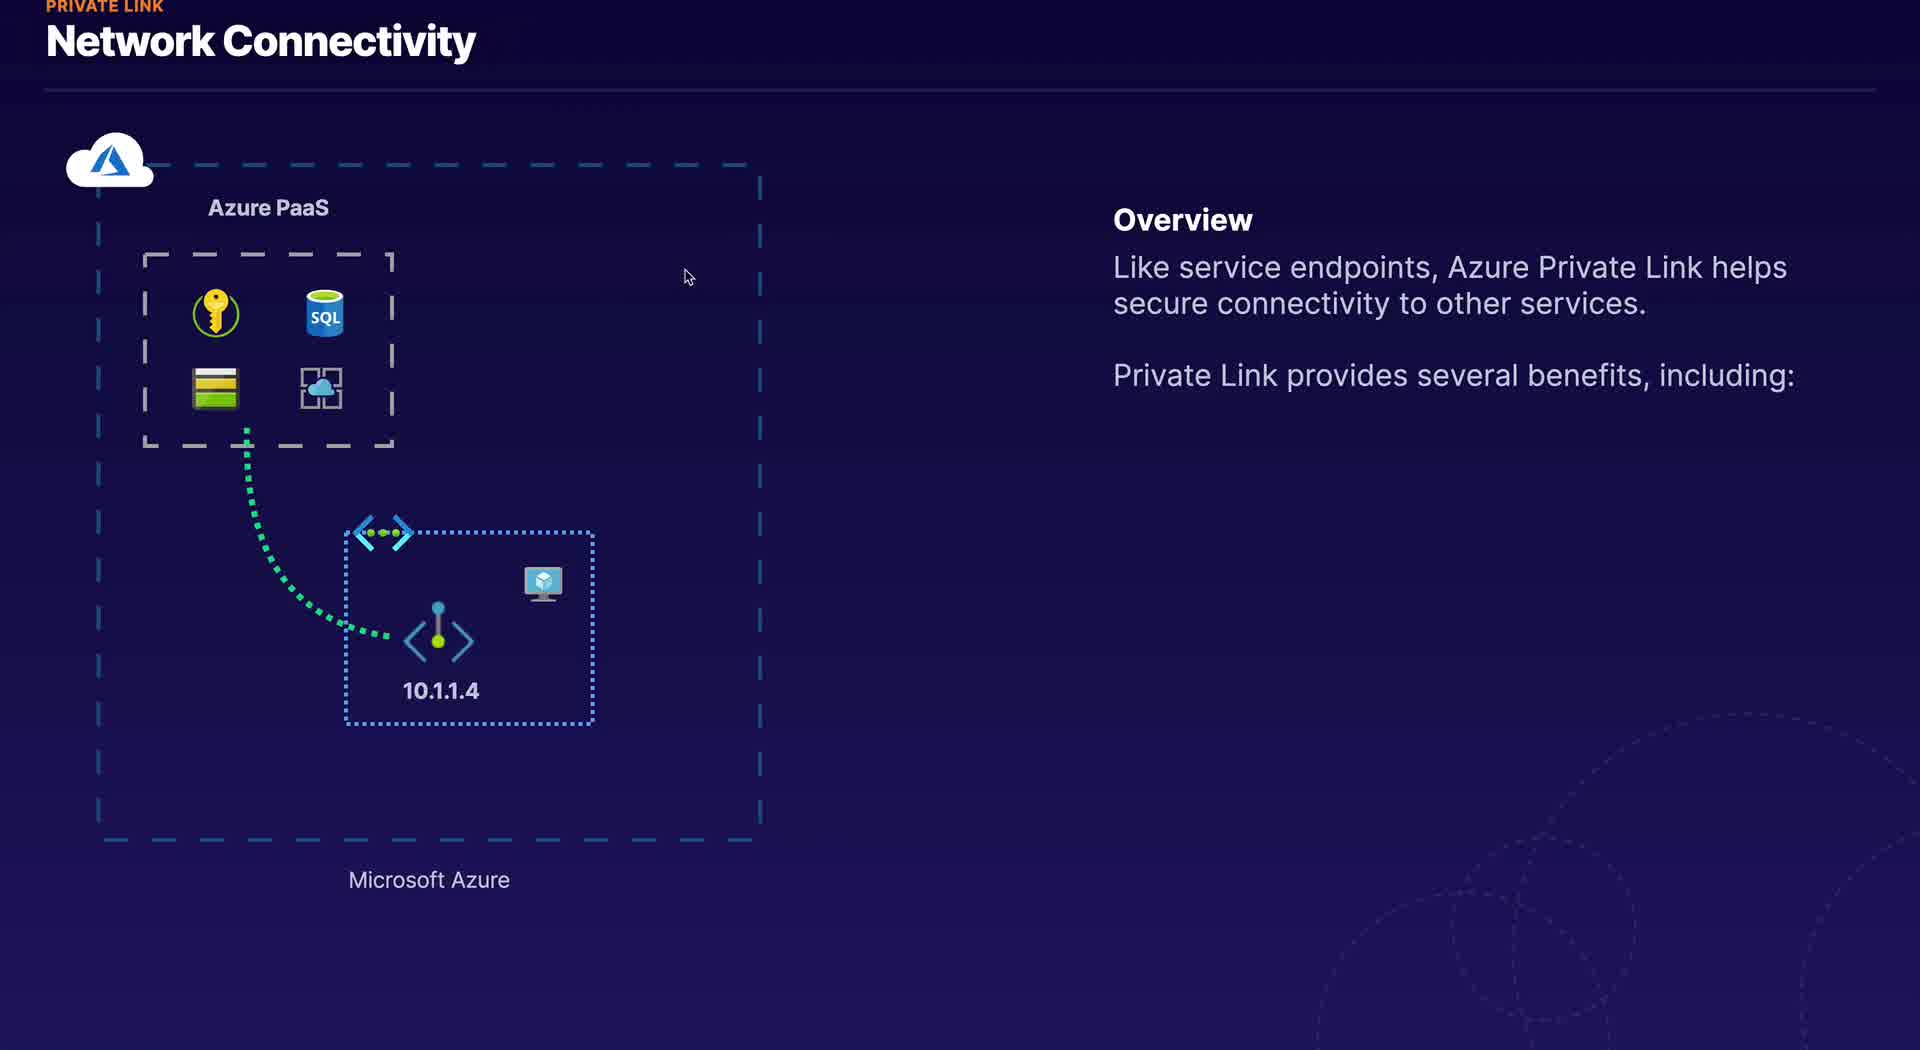 PRIVATE LINK
Network Connectivity
Azure PaaS
SQL
10.1.1.4
Microsoft Azure
Overview
Like service endpoints, Azure Private Link helps
secure connectivity to other services.
Private Link provides several benefits, including: